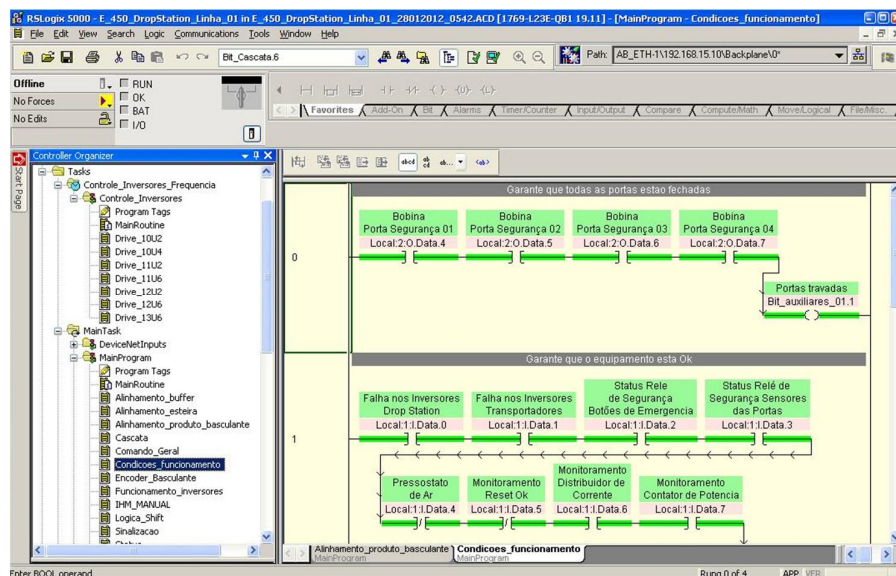 RSLogix 5000 - E_450_DropStation_Linha_01 in E_450_DropStation_Linha_01_28012012_0542.ACD [1769-L23E-QB1 19.11] - [MainProgram - Condicoes_funcionamento]
File Edit View Search Logic Communications Tools Window Help
Bit_Cascata.6
Path: AB_ETH-1\192.168.15.10\Backplane\0*
Offline
RUN
No Forces
OK
No Edits
BAT
I/O
Favorites Add-On Bit Alarms Timer/Counter Input/Output Compare Compute/Math Move/Logical File/Misc.
Start Page
Controller Organizer
Tasks
Controle_Inversores_Frequencia
Controle_Inversores
Program Tags
MainRoutine
Drive_10U2
Drive_10U4
Drive_11U2
Drive_11U6
Drive_12U2
Drive_12U6
Drive_13U6
MainTask
DeviceNetInputs
MainProgram
Program Tags
MainRoutine
Alinhamento_buffer
Alinhamento_esteira
Alinhamento_produto_basculante
Cascata
Comando_Geral
Condicoes_funcionamento
Encoder_Basculante
Funcionamento_inversores
IHM_MANUAL
Logica_Shift
Sinalizacao
Garante que todas as portas estao fechadas
0
Bobina Bobina Bobina Bobina
Porta Segurança 01 Porta Segurança 02 Porta Segurança 03 Porta Segurança 04
Local:2:O.Data.4 Local:2:O.Data.5 Local:2:O.Data.6 Local:2:O.Data.7
Portas travadas
Bit_auxiliares_01.1
Garante que o equipamento esta Ok
1
Falha nos Inversores
Drop Station
Local:1:I.Data.0
Falha nos Inversores
Transportadores
Local:1:I.Data.1
Status Rele
de Segurança
Botões de Emergencia
Local:1:I.Data.2
Status Relé de
Segurança Sensores
das Portas
Local:1:I.Data.3
Pressostato
de Ar
Local:1:I.Data.4
Monitoramento
Reset Ok
Local:1:I.Data.5
Monitoramento
Distribuidor de
Corrente
Local:1:I.Data.6
Monitoramento
Contator de Potencia
Local:1:I.Data.7
Alinhamento_produto_basculante Condicoes_funcionamento
MainProgram MainProgram
Enter BOOL operand
Rung 0 of 4 APP VER